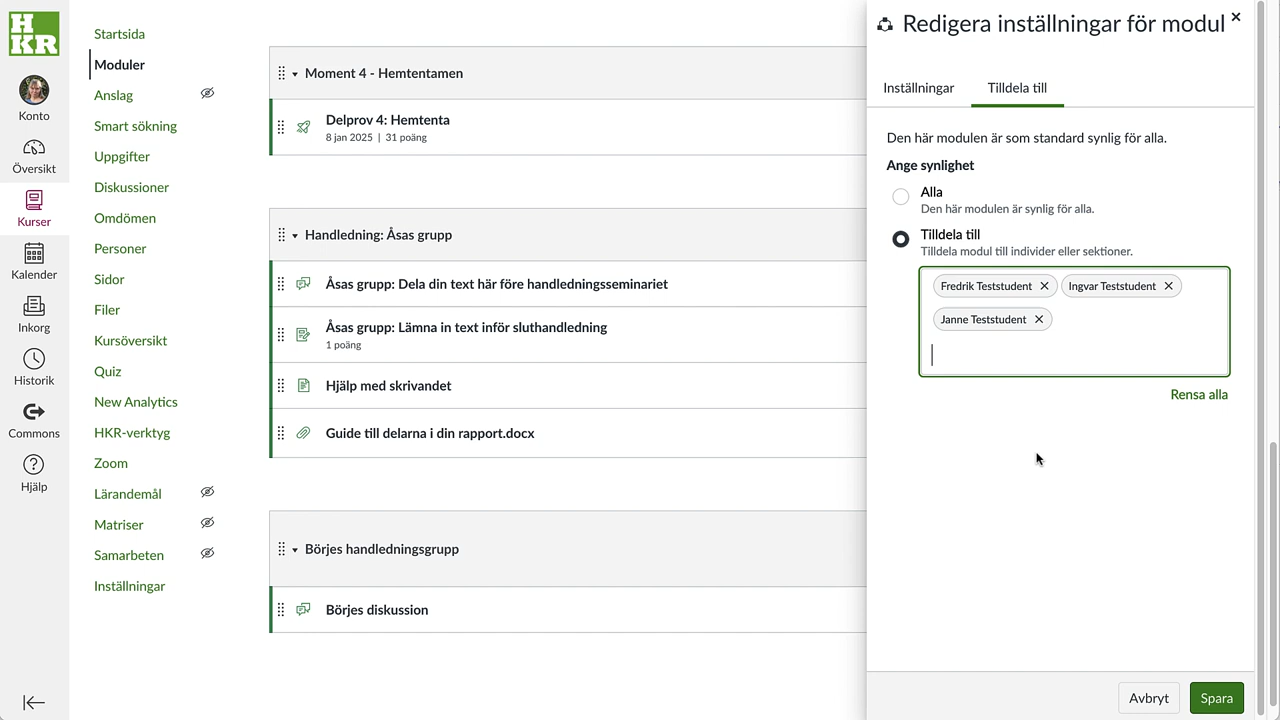 H
KR
Konto
Översikt
Kurser
Kalender
Inkorg
Historik
Commons
Hjälp
Startsida
Moduler
Anslag
Smart sökning
Uppgifter
Diskussioner
Omdömen
Personer
Sidor
Filer
Kursöversikt
Quiz
New Analytics
HKR-verktyg
Zoom
Lärandemål
Matriser
Samarbeten
Inställningar
Moment 4 - Hemtentamen
Delprov 4: Hemtenta
8 jan 2025 | 31 poäng
Handledning: Åsas grupp
Åsas grupp: Dela din text här före handledningsseminariet
Åsas grupp: Lämna in text inför sluthandledning
1 poäng
Hjälp med skrivandet
Guide till delarna i din rapport.docx
Börjes handledningsgrupp
Börjes diskussion
Redigera inställningar för modul
Inställningar Tilldela till
Den här modulen är som standard synlig för alla.
Ange synlighet
Alla
Den här modulen är synlig för alla.
Tilldela till
Tilldela modul till individer eller sektioner.
Fredrik Teststudent Ingvar Teststudent
Janne Teststudent
Rensa alla
Avbryt Spara